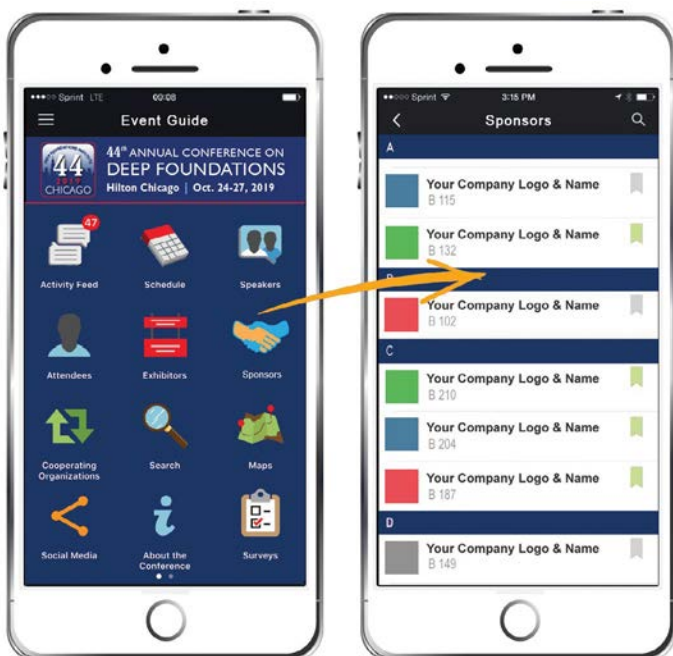 Sprint LTE
00:08
Event Guide
44
2019
CHICAGO
44th ANNUAL CONFERENCE ON
DEEP FOUNDATIONS
Hilton Chicago | Oct. 24-27, 2019
47
Activity Feed
Schedule
Speakers
Attendees
Exhibitors
Sponsors
Cooperating
Organizations
Search
Maps
Social Media
About the
Conference
Surveys
Sprint
3:15 PM
Sponsors
A
Your Company Logo & Name
B 115
Your Company Logo & Name
B 132
Your Company Logo & Name
B 102
C
Your Company Logo & Name
B 210
Your Company Logo & Name
B 204
Your Company Logo & Name
B 187
D
Your Company Logo & Name
B 149